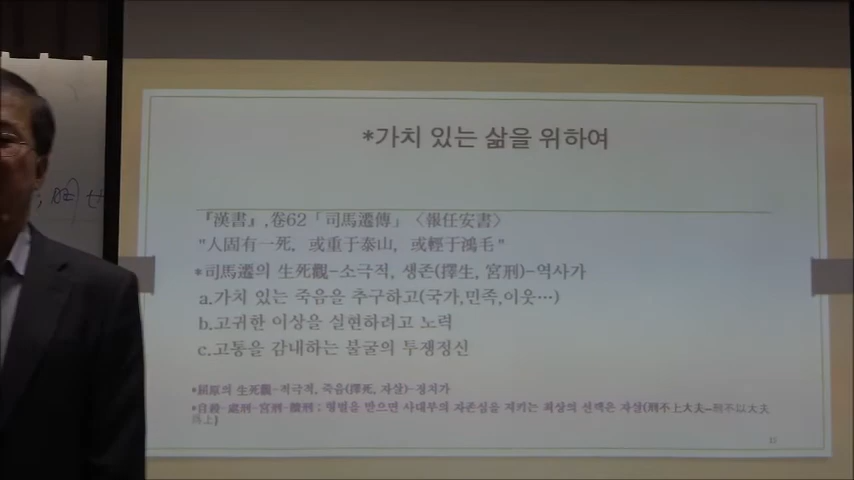 *가치 있는 삶을 위하여
『漢書』,卷62「司馬遷傳」〈報任安書〉
"人固有一死, 或重于泰山, 或輕于鴻毛"
*司馬遷의 生死觀-소극적, 생존(擇生, 宮刑)-역사가
a.가치 있는 죽음을 추구하고(국가,민족,이웃…)
b.고귀한 이상을 실현하려고 노력
c.고통을 감내하는 불굴의 투쟁정신
*屈原의 生死觀-적극적, 죽음(擇死, 자살)-정치가
*自殺 宮刑 : 형벌을 받으면 사대부의 자존심을 지키는 최상의 선택은 자살(刑不上大夫-刑不以大夫
爲上)
15